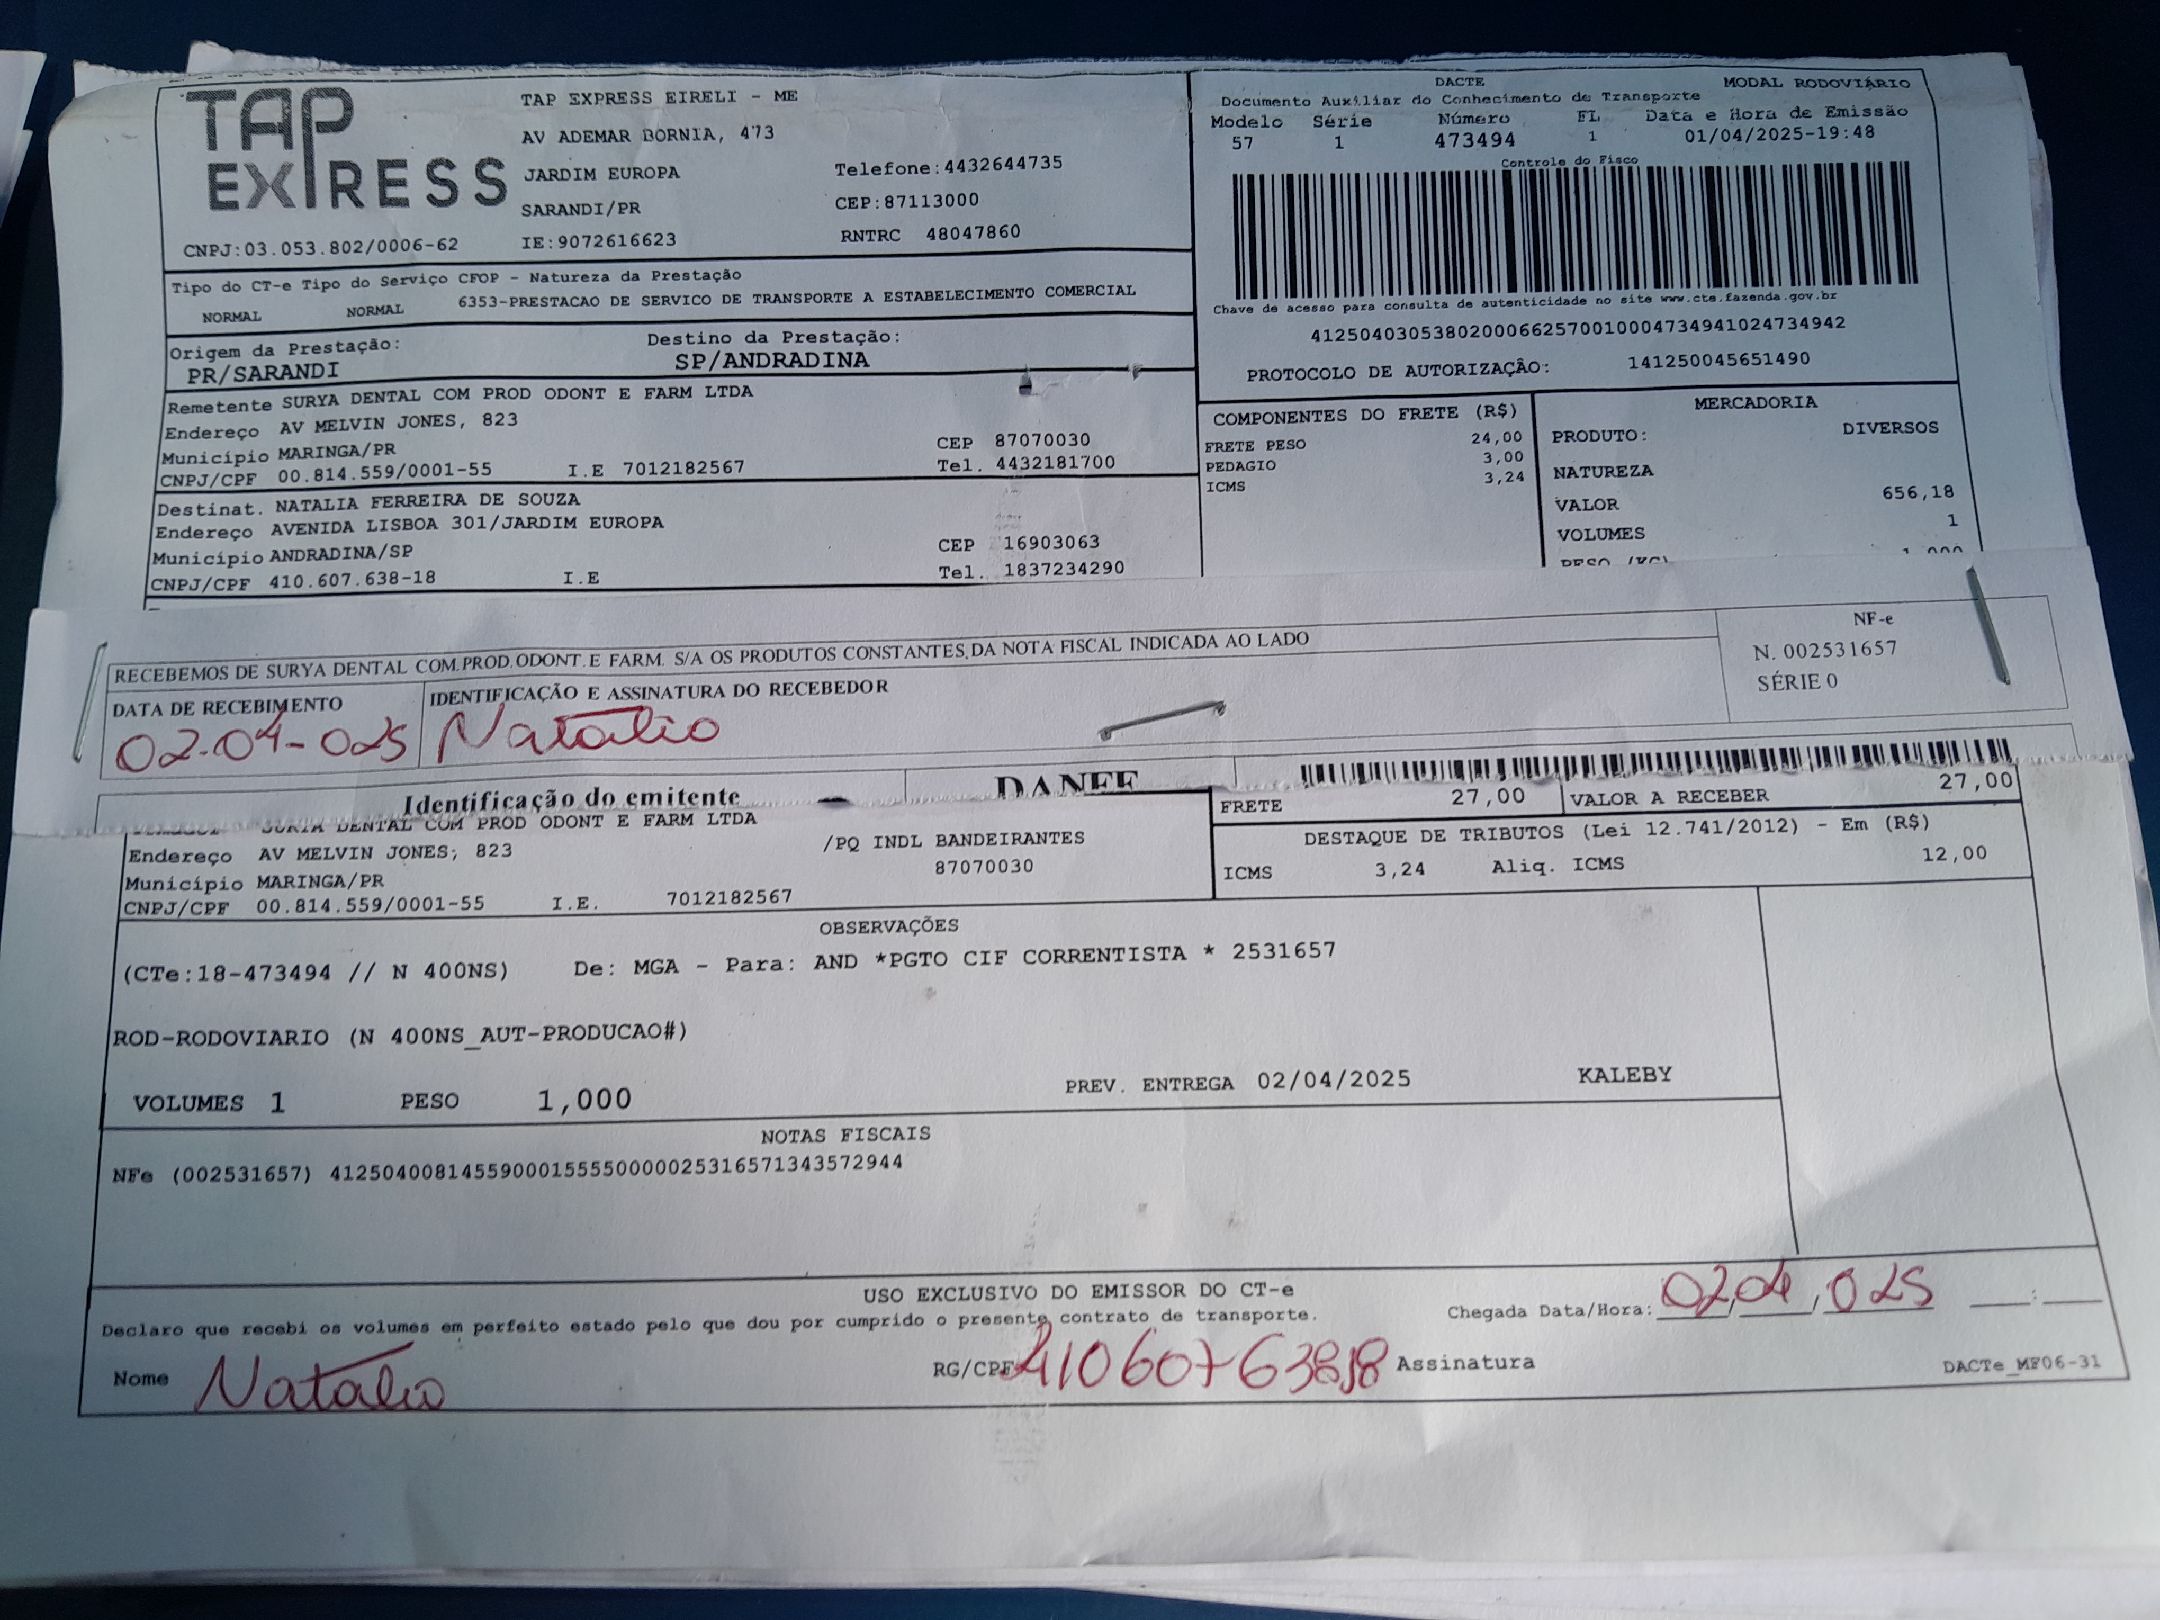 TAP EXPRESS
TAP EXPRESS EIRELI - ME
AV ADEMAR BORNIA, 473
JARDIM EUROPA Telefone:4432644735
SARANDI/PR CEP:87113000
CNPJ:03.053.802/0006-62 IE:9072616623 RNTRC 48047860
DACTE MODAL RODOVIÁRIO
Documento Auxiliar do Conhecimento de Transporte
Modelo Série Número FL Data e Hora de Emissão
57 1 473494 1 01/04/2025-19:48
Controle do Fisco
Chave de acesso para consulta de autenticidade no site www.cte.fazenda.gov.br
41250403053802000662570010004734941024734942
PROTOCOLO DE AUTORIZAÇÂO: 141250045651490
Tipo do CT-e Tipo do Serviço CFOP - Natureza da Prestação
NORMAL NORMAL 6353-PRESTACAO DE SERVICO DE TRANSPORTE A ESTABELECIMENTO COMERCIAL
Origem da Prestação: Destino da Prestação:
PR/SARANDI SP/ANDRADINA
Remetente SURYA DENTAL COM PROD ODONT E FARM LTDA
Endereço AV MELVIN JONES, 823
Município MARINGA/PR CEP 87070030
CNPJ/CPF 00.814.559/0001-55 I.E 7012182567 Tel. 4432181700
Destinat. NATALIA FERREIRA DE SOUZA
Endereço AVENIDA LISBOA 301/JARDIM EUROPA
Município ANDRADINA/SP CEP 16903063
CNPJ/CPF 410.607.638-18 I.E Tel. 1837234290
COMPONENTES DO FRETE (R$)
FRETE PESO 24,00
PEDAGIO 3,00
ICMS 3,24
MERCADORIA
PRODUTO: DIVERSOS
NATUREZA
VALOR 656,18
VOLUMES 1
PESO (KG) 1,000
RECEBEMOS DE SURYA DENTAL COM.PROD.ODONT.E FARM. S/A OS PRODUTOS CONSTANTES DA NOTA FISCAL INDICADA AO LADO
NF-e
N. 002531657
SÉRIE 0
DATA DE RECEBIMENTO IDENTIFICAÇÃO E ASSINATURA DO RECEBEDOR
02-04-025 Natalia
Identificação do emitente DANFE
FRETE 27,00 VALOR A RECEBER 27,00
SURYA DENTAL COM PROD ODONT E FARM LTDA
Endereço AV MELVIN JONES; 823 /PQ INDL BANDEIRANTES
Município MARINGA/PR 87070030
CNPJ/CPF 00.814.559/0001-55 I.E. 7012182567
DESTAQUE DE TRIBUTOS (Lei 12.741/2012) - Em (R$)
ICMS 3,24 Aliq. ICMS 12,00
OBSERVAÇÕES
(CTe:18-473494 // N 400NS) De: MGA - Para: AND *PGTO CIF CORRENTISTA * 2531657
ROD-RODOVIARIO (N 400NS_AUT-PRODUCAO#)
VOLUMES 1 PESO 1,000 PREV. ENTREGA 02/04/2025 KALEBY
NOTAS FISCAIS
NFe (002531657) 41250400814559000155550000025316571343572944
USO EXCLUSIVO DO EMISSOR DO CT-e
Declaro que recebi os volumes em perfeito estado pelo que dou por cumprido o presente contrato de transporte. Chegada Data/Hora: 02/04/025 __:__
Nome Natalia RG/CPF 41060763818 Assinatura DACTe_MF06-31